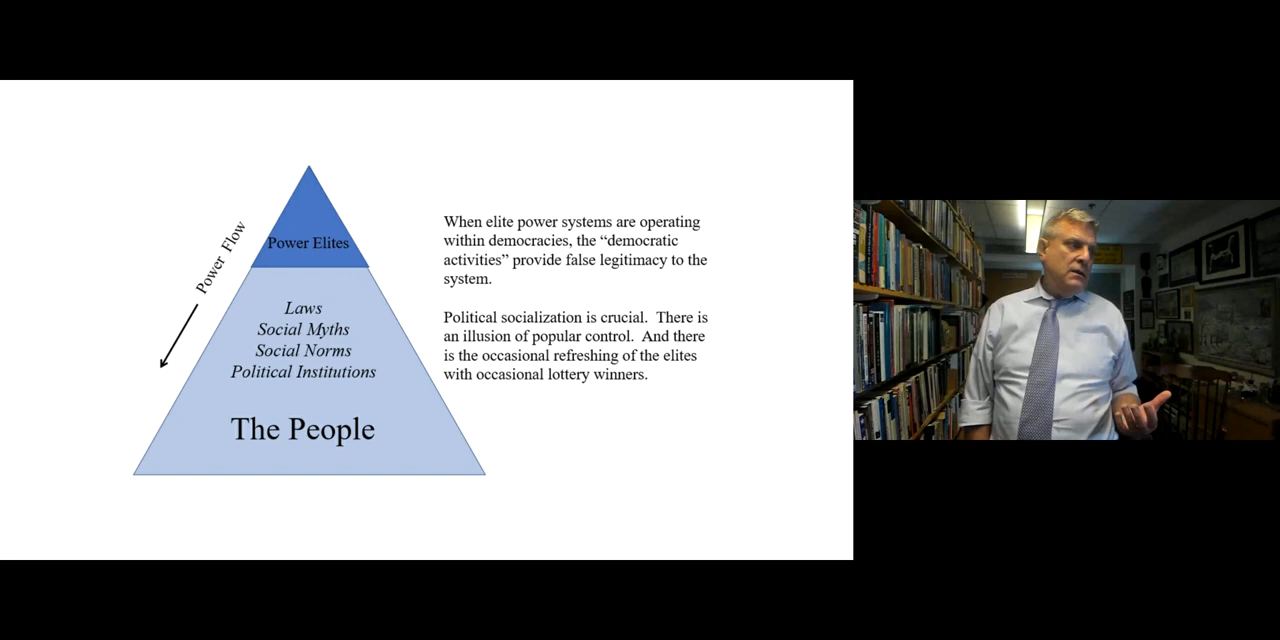 Power Flow
Power Elites
Laws
Social Myths
Social Norms
Political Institutions
The People
When elite power systems are operating
within democracies, the “democratic
activities” provide false legitimacy to the
system.
Political socialization is crucial.  There is
an illusion of popular control.  And there
is the occasional refreshing of the elites
with occasional lottery winners.